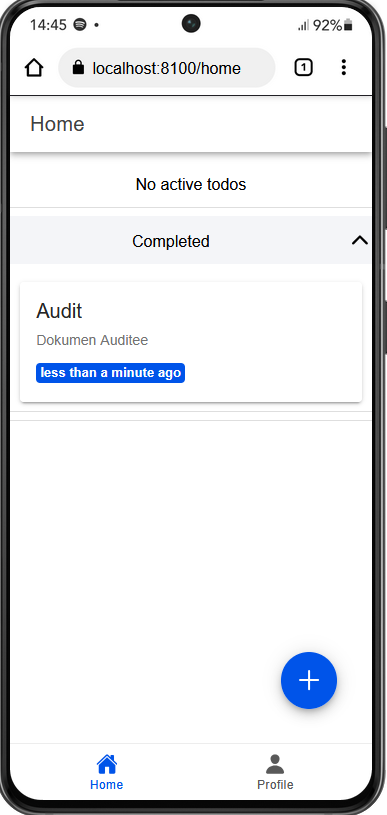 14:45
92%
localhost:8100/home
1
Home
No active todos
Completed
Audit
Dokumen Auditee
less than a minute ago
Home
Profile